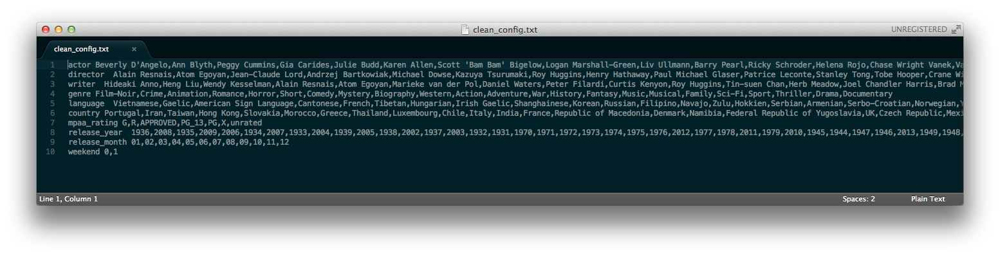 clean_config.txt
UNREGISTERED
clean_config.txt ×
1 actor Beverly D'Angelo,Ann Blyth,Peggy Cummins,Gia Carides,Julie Budd,Karen Allen,Scott 'Bam Bam' Bigelow,Logan Marshall-Green,Liv Ullmann,Barry Pearl,Ricky Schroder,Helena Rojo,Chase Wright Vanek,Va
2 director Alain Resnais,Atom Egoyan,Jean-Claude Lord,Andrzej Bartkowiak,Michael Dowse,Kazuya Tsurumaki,Roy Huggins,Henry Hathaway,Paul Michael Glaser,Patrice Leconte,Stanley Tong,Tobe Hooper,Crane Wi
3 writer Hideaki Anno,Heng Liu,Wendy Kesselman,Alain Resnais,Atom Egoyan,Marieke van der Pol,Daniel Waters,Peter Filardi,Curtis Kenyon,Roy Huggins,Tin-suen Chan,Herb Meadow,Joel Chandler Harris,Brad M
4 genre Film-Noir,Crime,Animation,Romance,Horror,Short,Comedy,Mystery,Biography,Western,Action,Adventure,War,History,Fantasy,Music,Musical,Family,Sci-Fi,Sport,Thriller,Drama,Documentary
5 language Vietnamese,Gaelic,American Sign Language,Cantonese,French,Tibetan,Hungarian,Irish Gaelic,Shanghainese,Korean,Russian,Filipino,Navajo,Zulu,Hokkien,Serbian,Armenian,Serbo-Croatian,Norwegian,Y
6 country Portugal,Iran,Taiwan,Hong Kong,Slovakia,Morocco,Greece,Thailand,Luxembourg,Chile,Italy,India,France,Republic of Macedonia,Denmark,Namibia,Federal Republic of Yugoslavia,UK,Czech Republic,Mexi
7 mpaa_rating G,R,APPROVED,PG_13,PG,X,unrated
8 release_year 1936,2008,1935,2009,2006,1934,2007,1933,2004,1939,2005,1938,2002,1937,2003,1932,1931,1970,1971,1972,1973,1974,1975,1976,2012,1977,1978,2011,1979,2010,1945,1944,1947,1946,2013,1949,1948,
9 release_month 01,02,03,04,05,06,07,08,09,10,11,12
10 weekend 0,1
Line 1, Column 1
Spaces: 2
Plain Text